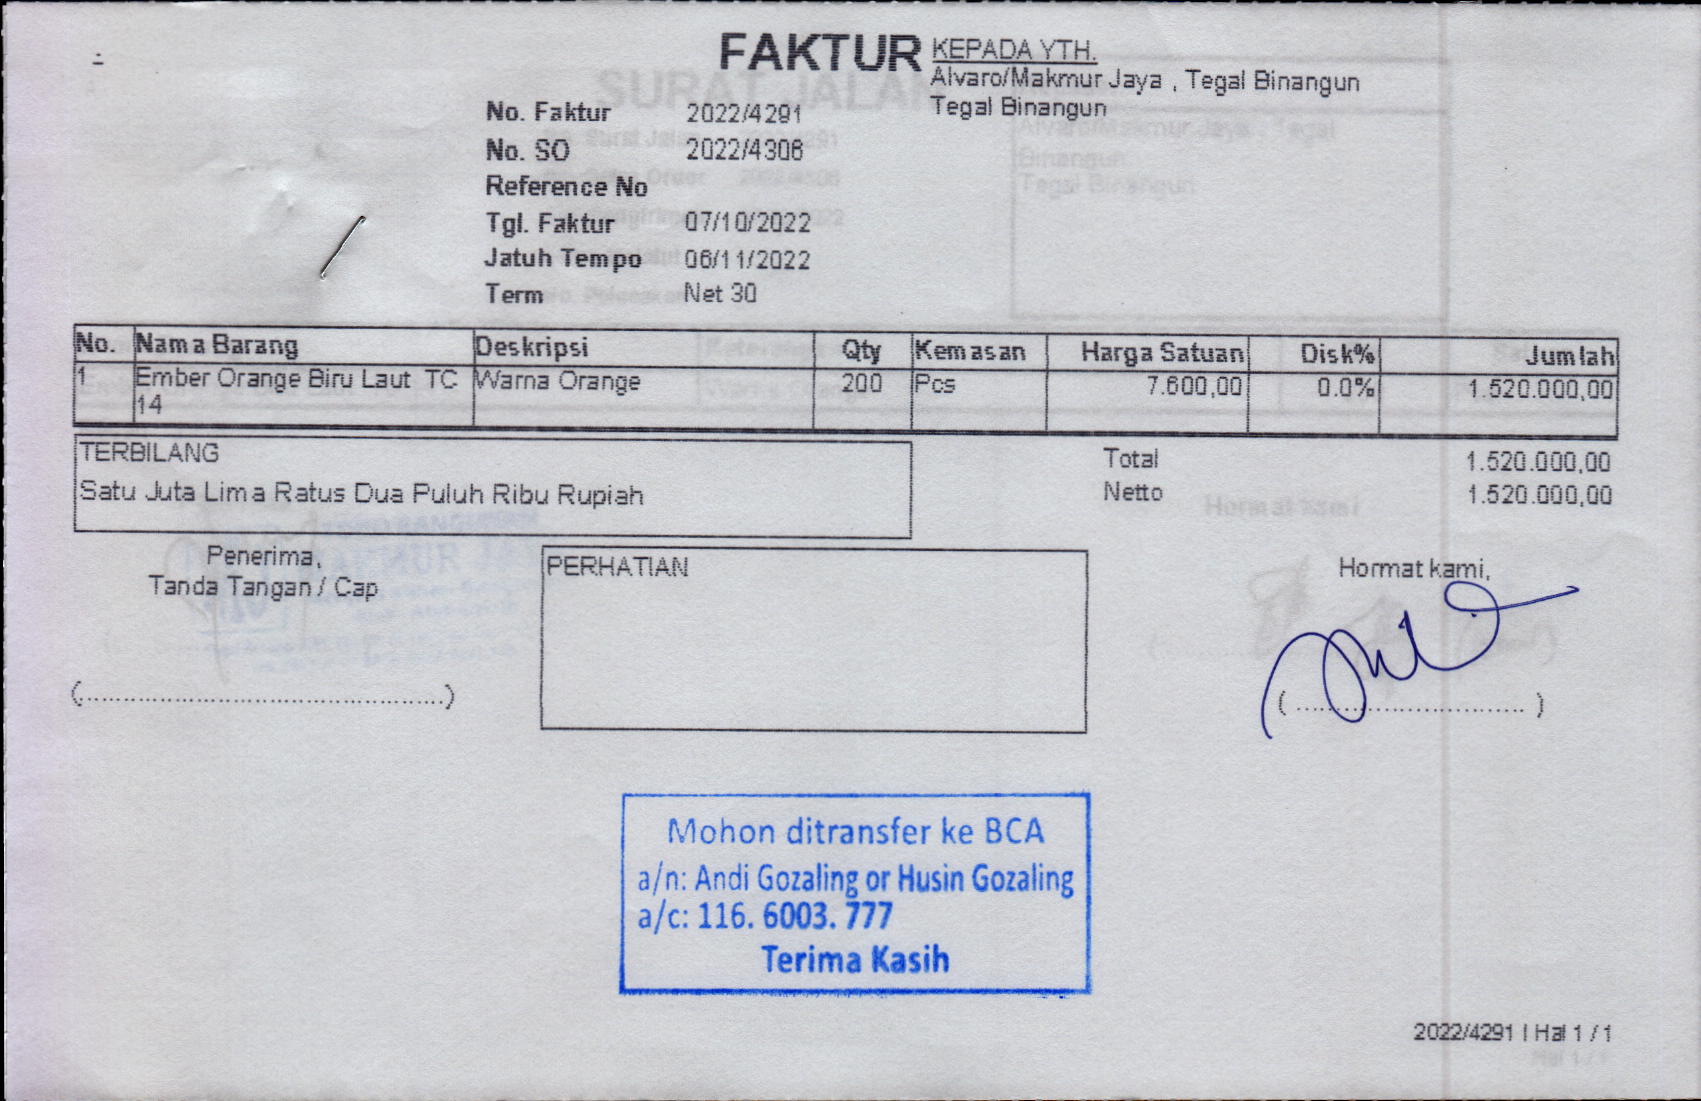 FAKTUR
KEPADA YTH.
Alvaro/Makmur Jaya , Tegal Binangun
Tegal Binangun
No. Faktur 2022/4291
No. SO 2022/4306
Reference No
Tgl. Faktur 07/10/2022
Jatuh Tempo 06/11/2022
Term Net 30
No. Nama Barang Deskripsi Qty Kemasan Harga Satuan Disk% Jumlah
1 Ember Orange Biru Laut TC Warna Orange 200 Pcs 7.600,00 0.0% 1.520.000,00
14
TERBILANG
Satu Juta Lima Ratus Dua Puluh Ribu Rupiah
Total 1.520.000,00
Netto 1.520.000,00
Penerima,
Tanda Tangan / Cap
(..............................................)
PERHATIAN
Hormat kami,
( ............................. )
Mohon ditransfer ke BCA
a/n: Andi Gozaling or Husin Gozaling
a/c: 116. 6003. 777
Terima Kasih
2022/4291 | Hal 1 / 1